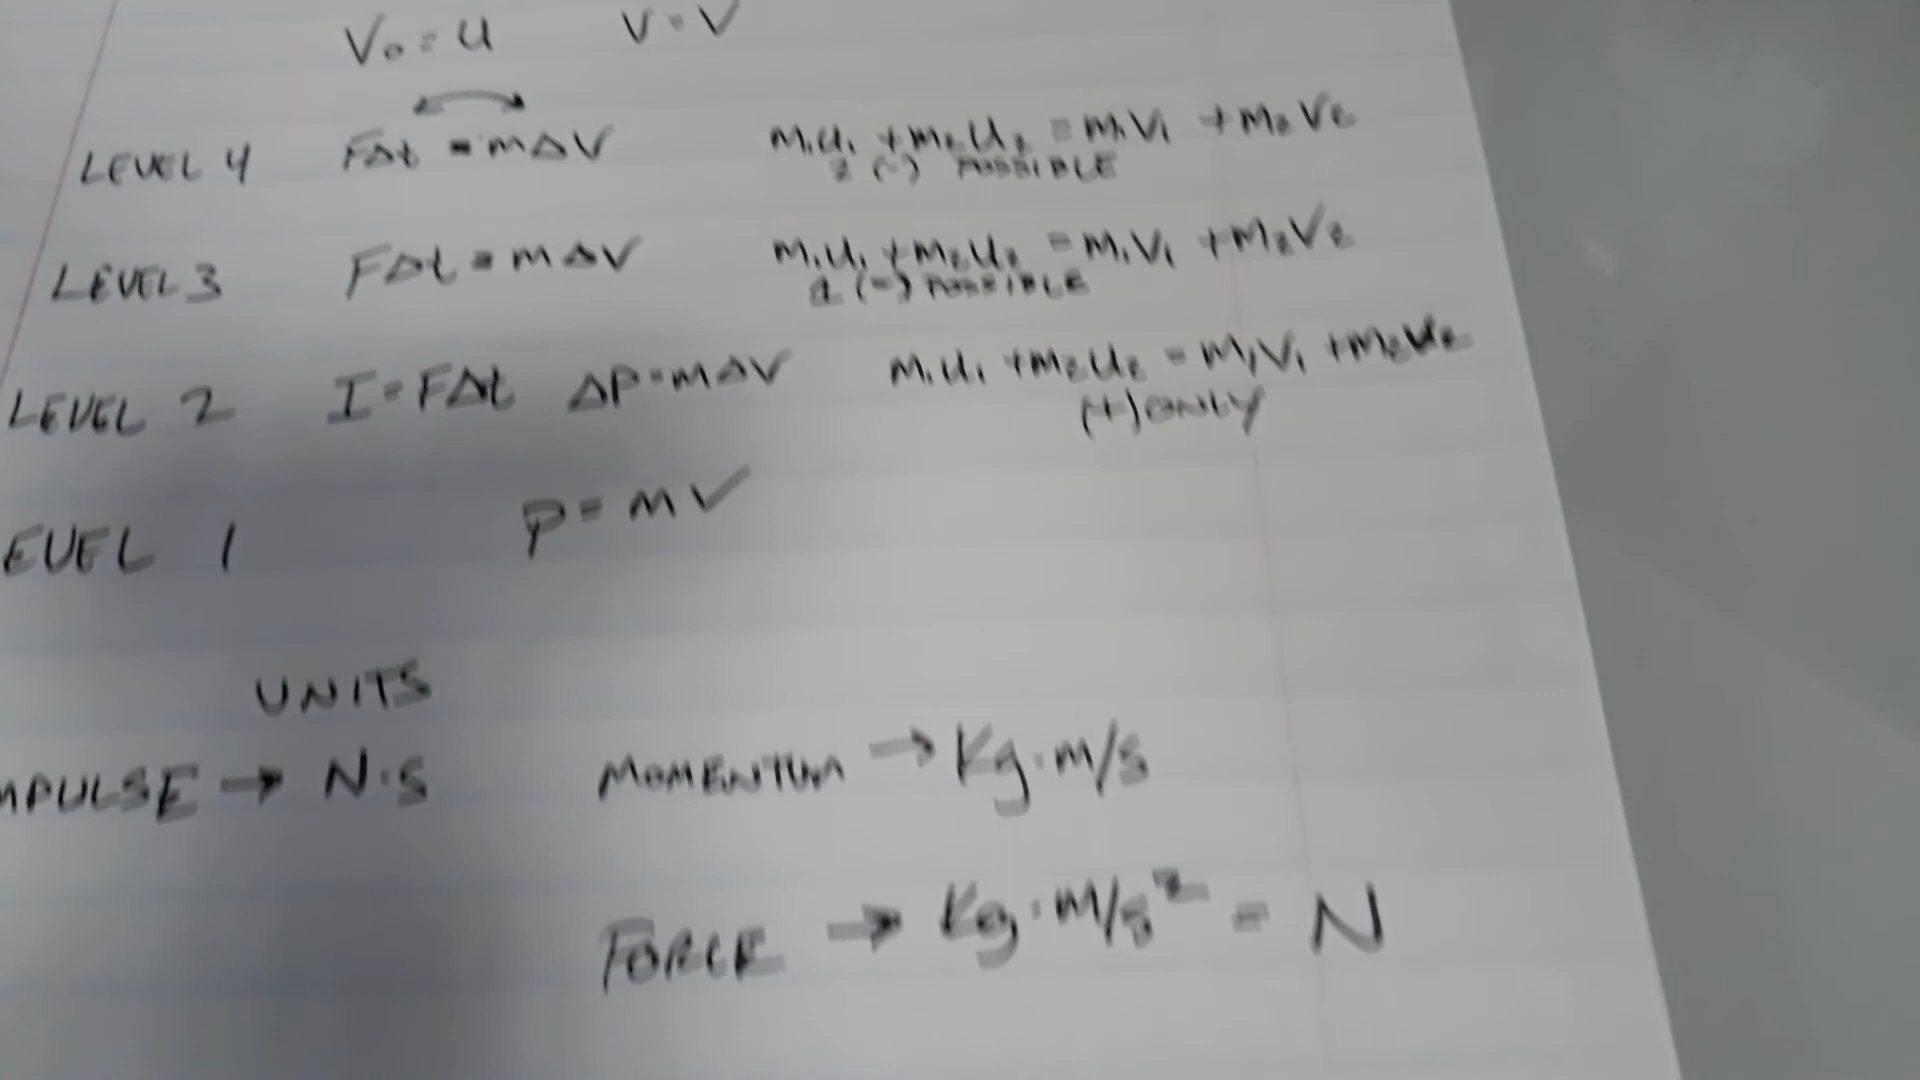 V₀ = U V = V
LEVEL 4 FΔt = mΔV m₁U₁ + m₂U₂ = m₁V₁ + m₂V₂
2 (-) POSSIBLE
LEVEL 3 FΔt = mΔV m₁U₁ + m₂U₂ = m₁V₁ + m₂V₂
1 (-) POSSIBLE
LEVEL 2 I = FΔt ΔP = mΔV m₁U₁ + m₂U₂ = m₁V₁ + m₂V₂
(+) ONLY
EVEL 1 P = mV
UNITS
MPULSE → N·s MOMENTUM → Kg·m/s
FORCE → Kg·m/s² = N